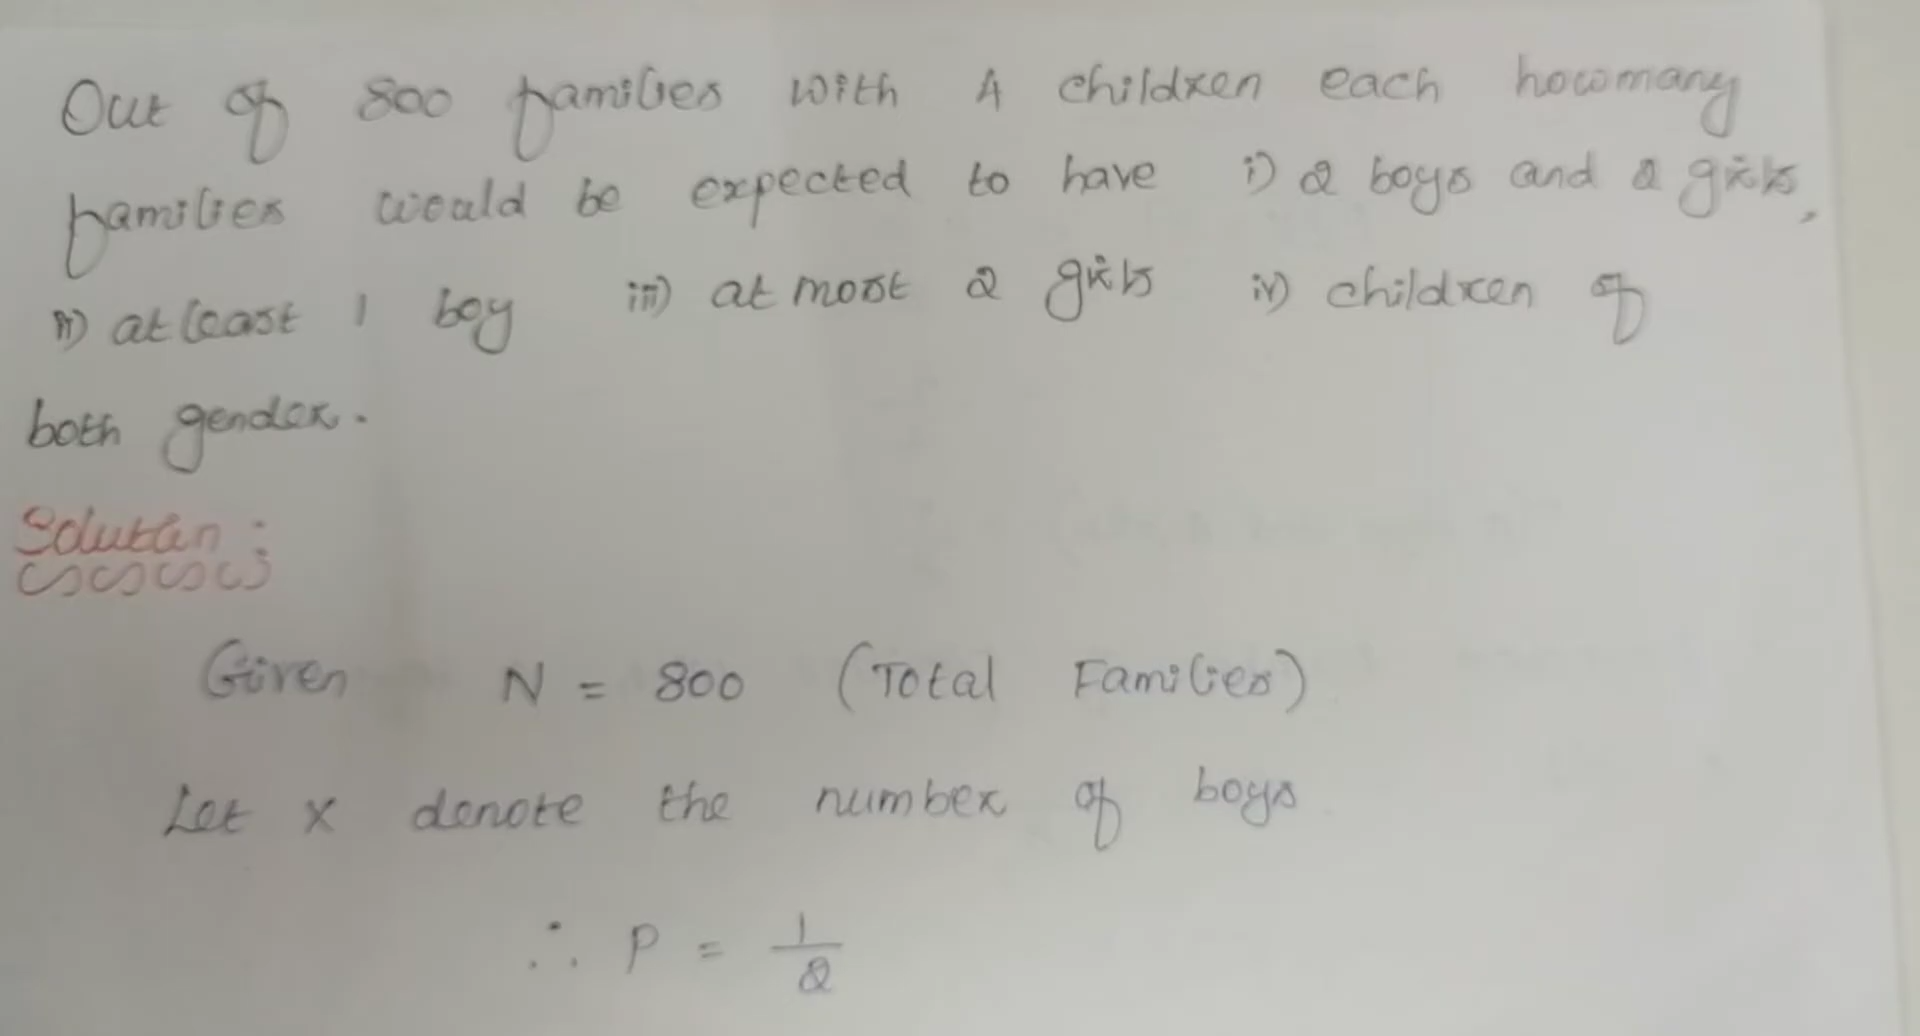 Out of 800 families with 4 children each howmany
families would be expected to have i) 2 boys and 2 girls,
ii) at least 1 boy iii) at most 2 girls iv) children of
both gender.
Solution :
Given N = 800 (Total Families)
Let x denote the number of boys
∴ P = 1/2